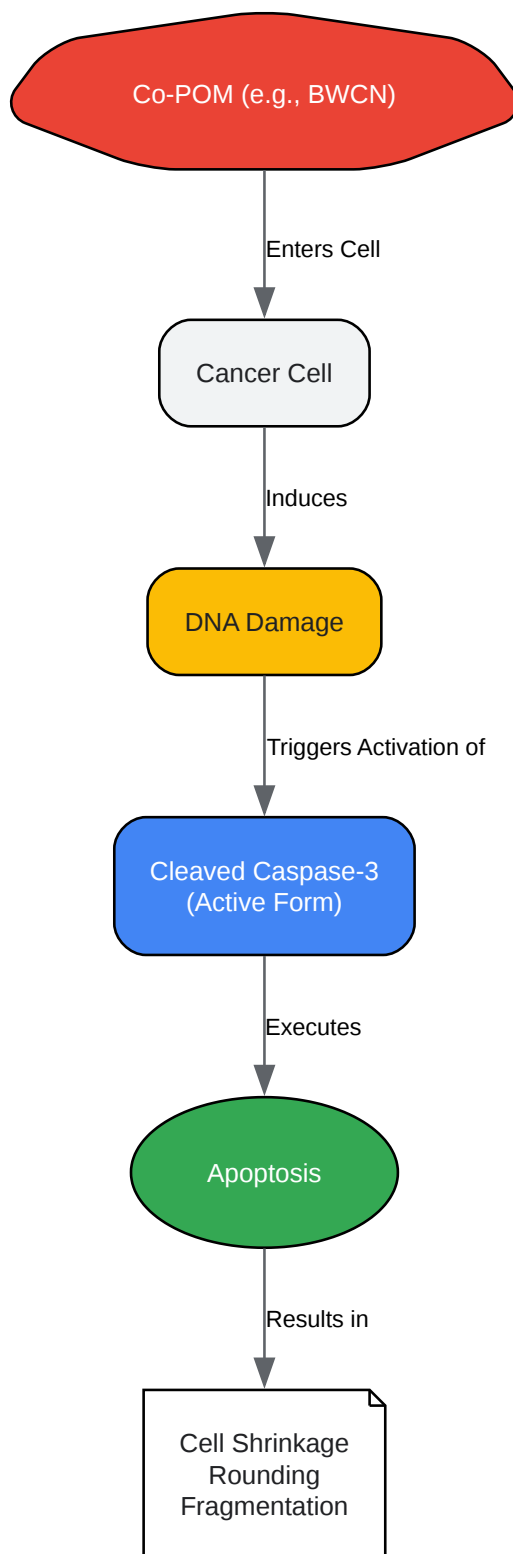 Co-POM (e.g., BWCN)
Enters Cell
Cancer Cell
Induces
DNA Damage
Triggers Activation of
Cleaved Caspase-3
(Active Form)
Executes
Apoptosis
Results in
Cell Shrinkage
Rounding
Fragmentation